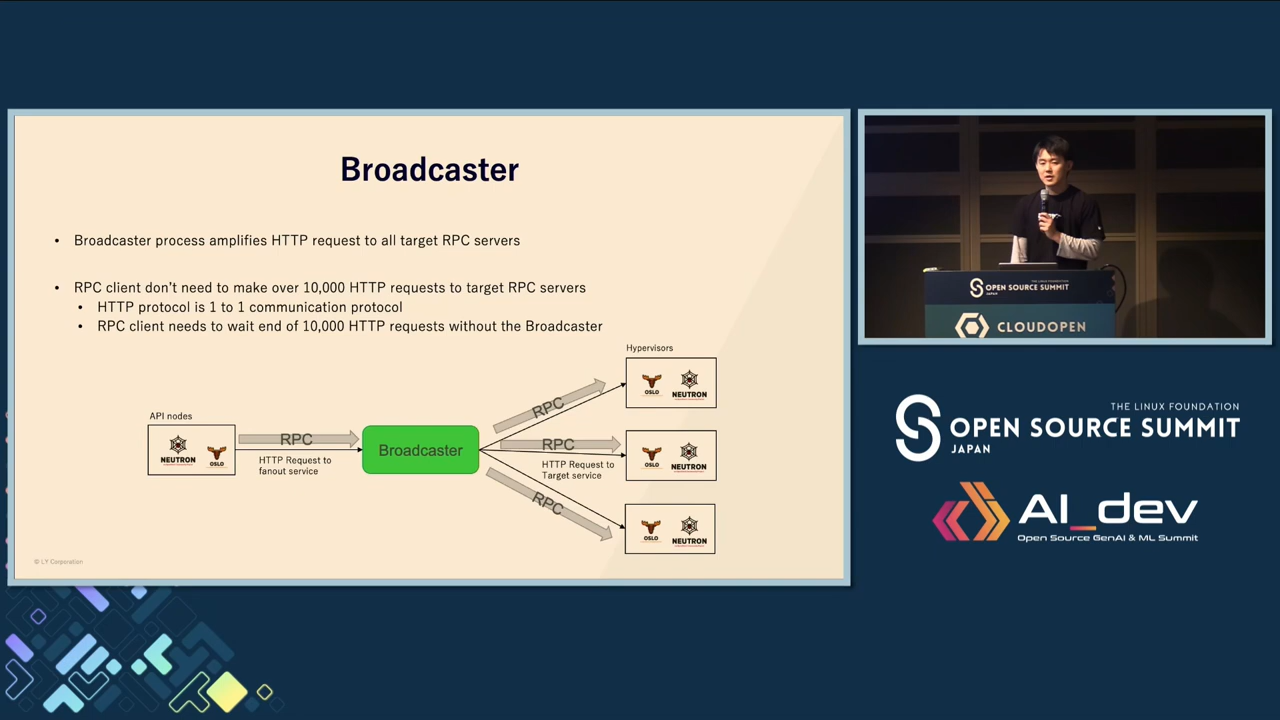 Broadcaster
• Broadcaster process amplifies HTTP request to all target RPC servers
• RPC client don't need to make over 10,000 HTTP requests to target RPC servers
• HTTP protocol is 1 to 1 communication protocol
• RPC client needs to wait end of 10,000 HTTP requests without the Broadcaster
Hypervisors
OSLO
NEUTRON
RPC
API nodes
NEUTRON
OSLO
RPC
HTTP Request to
fanout service
Broadcaster
RPC
HTTP Request to
Target service
OSLO
NEUTRON
RPC
OSLO
NEUTRON
© LY Corporation
OPEN SOURCE SUMMIT
JAPAN
CLOUDOPEN
THE LINUX FOUNDATION
OPEN SOURCE SUMMIT
JAPAN
AI_dev
Open Source GenAI & ML Summit